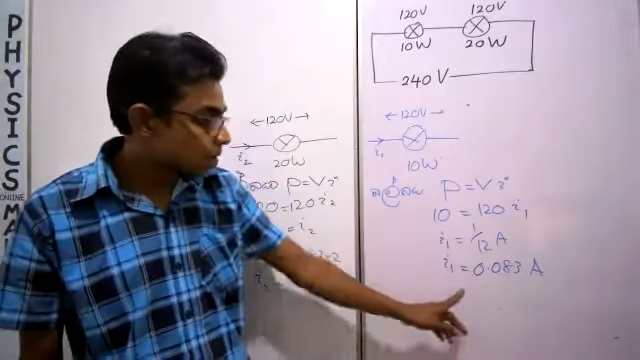 PHYSICS
ONLINE
120V 120V
10W 20W
240 V
120V
i₂
20W
P = V i
= 120 i₂
= i₂
i₂ =
120V
i₁
10W
P = V i
10 = 120 i₁
i₁ = 1/12 A
i₁ = 0.083 A